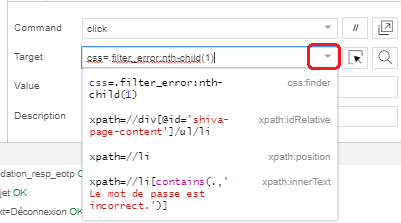 Command
click
//
Target
css=.filter_error:nth-child(1)
css=.filter_error:nth-
css:finder
child(1)
xpath=//div[@id='shiva-
xpath:idRelative
page-content']/ul/li
xpath=//li
xpath:position
xpath=//li[contains(.,'
xpath:innerText
Le mot de passe est
incorrect.')]
Value
Description
dation_resp_eotp OK
jet OK
xt=Déconnexion OK